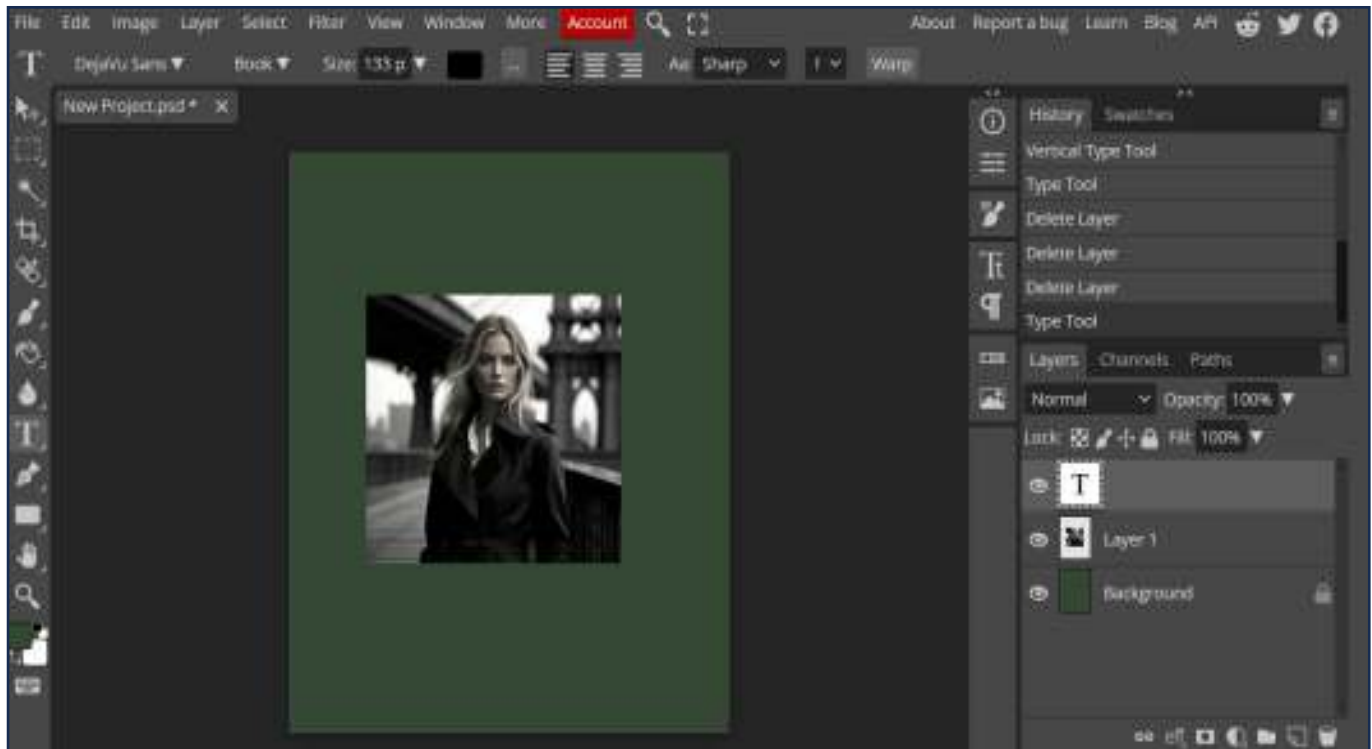 File Edit Image Layer Select Filter View Window More Account About Report a bug Learn Blog API
T DejaVu Sans Book Size: 133 p ... Aa: Sharp Warp
New Project.psd *
History Swatches
Vertical Type Tool
Type Tool
Delete Layer
Delete Layer
Delete Layer
Type Tool
Layers Channels Paths
Normal Opacity: 100%
Lock: Fill: 100%
T
Layer 1
Background
eff